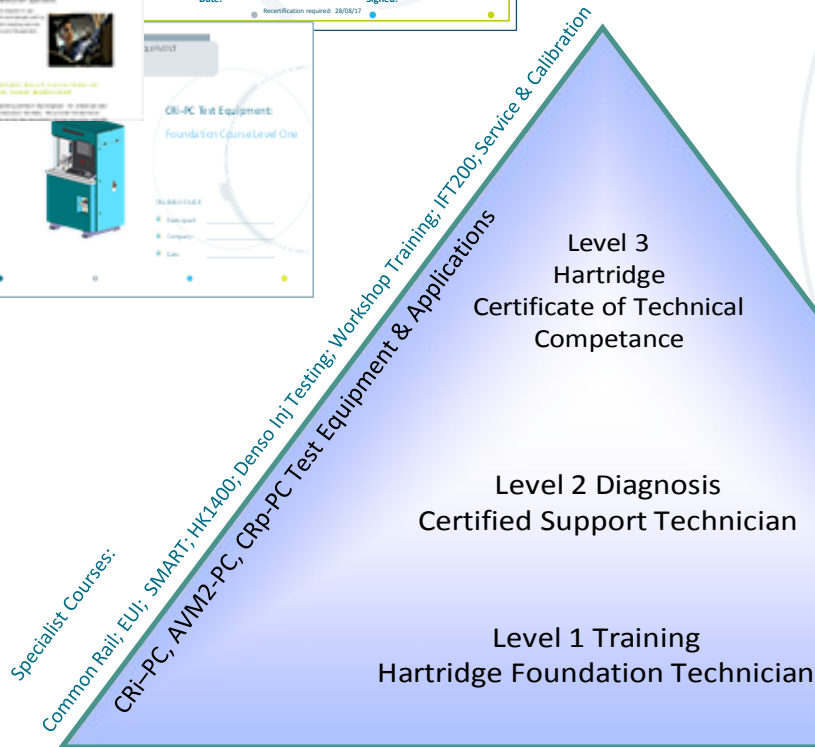 Date:
Signed:
Recertification required: 28/08/17
CRi-PC Test Equipment:
Foundation Course Level One
Specialist Courses:
Common Rail; EUI; SMART; HK1400; Denso Inj Testing; Workshop Training; IFT200; Service & Calibration
CRi–PC, AVM2-PC, CRp-PC Test Equipment & Applications
Level 3
Hartridge
Certificate of Technical
Competance
Level 2 Diagnosis
Certified Support Technician
Level 1 Training
Hartridge Foundation Technician